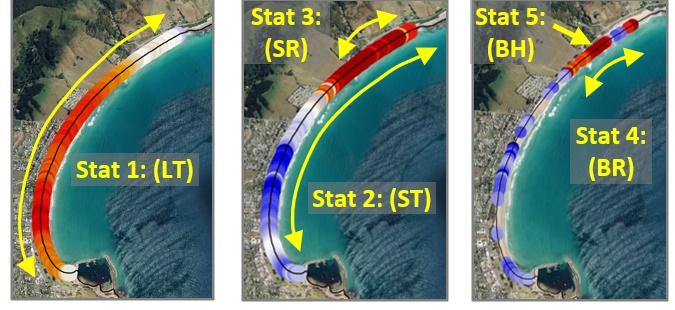 Stat 1: (LT)
Stat 3:
(SR)
Stat 2: (ST)
Stat 5:
(BH)
Stat 4:
(BR)